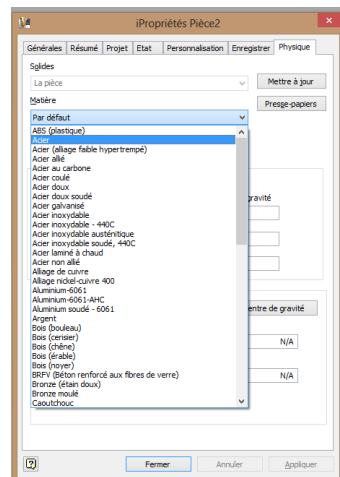 iPropriétés Pièce2
Générales Résumé Projet Etat Personnalisation Enregistrer Physique
Solides
La pièce
Mettre à jour
Matière
Presse-papiers
Par défaut
ABS (plastique)
Acier
Acier (alliage faible hypertrempé)
Acier allié
Acier au carbone
Acier coulé
Acier doux
Acier doux soudé
Acier galvanisé
gravité
Acier inoxydable
Acier inoxydable - 440C
Acier inoxydable austénitique
Acier inoxydable soudé, 440C
Acier laminé à chaud
Acier non allié
Alliage de cuivre
Alliage nickel-cuivre 400
Aluminium-6061
Aluminium-6061-AHC
Aluminium soudé - 6061
entre de gravité
Argent
Bois (bouleau)
Bois (cerisier)
Bois (chêne)
N/A
Bois (érable)
Bois (noyer)
BRFV (Béton renforcé aux fibres de verre)
N/A
Bronze (étain doux)
Bronze moulé
Caoutchouc
Fermer Annuler Appliquer